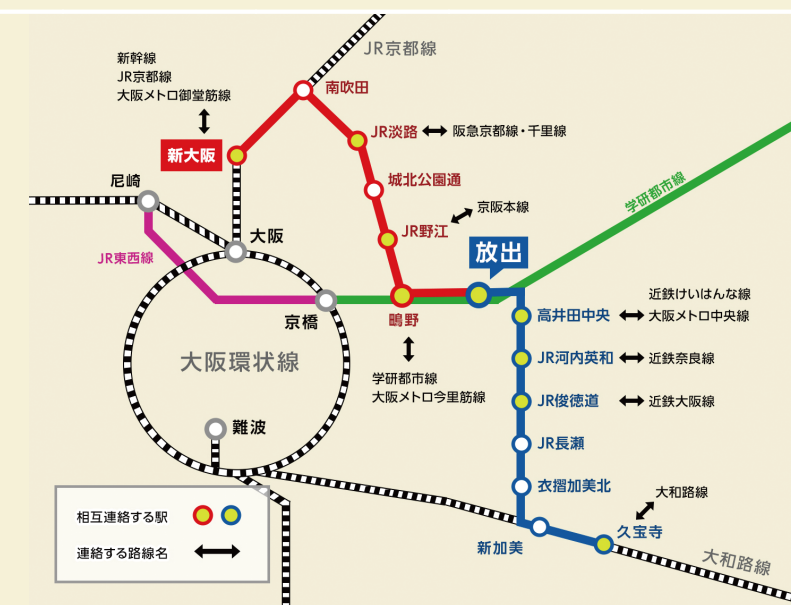 JR京都線
新幹線
JR京都線
大阪メトロ御堂筋線
南吹田
新大阪
JR淡路
阪急京都線・千里線
尼崎
城北公園通
学研都市線
京阪本線
大阪
JR野江
JR東西線
放出
京橋
鴫野
近鉄けいはんな線
高井田中央
大阪メトロ中央線
大阪環状線
JR河内英和
近鉄奈良線
学研都市線
大阪メトロ今里筋線
JR俊徳道
近鉄大阪線
難波
JR長瀬
衣摺加美北
大和路線
相互連絡する駅
連絡する路線名
新加美
久宝寺
大和路線